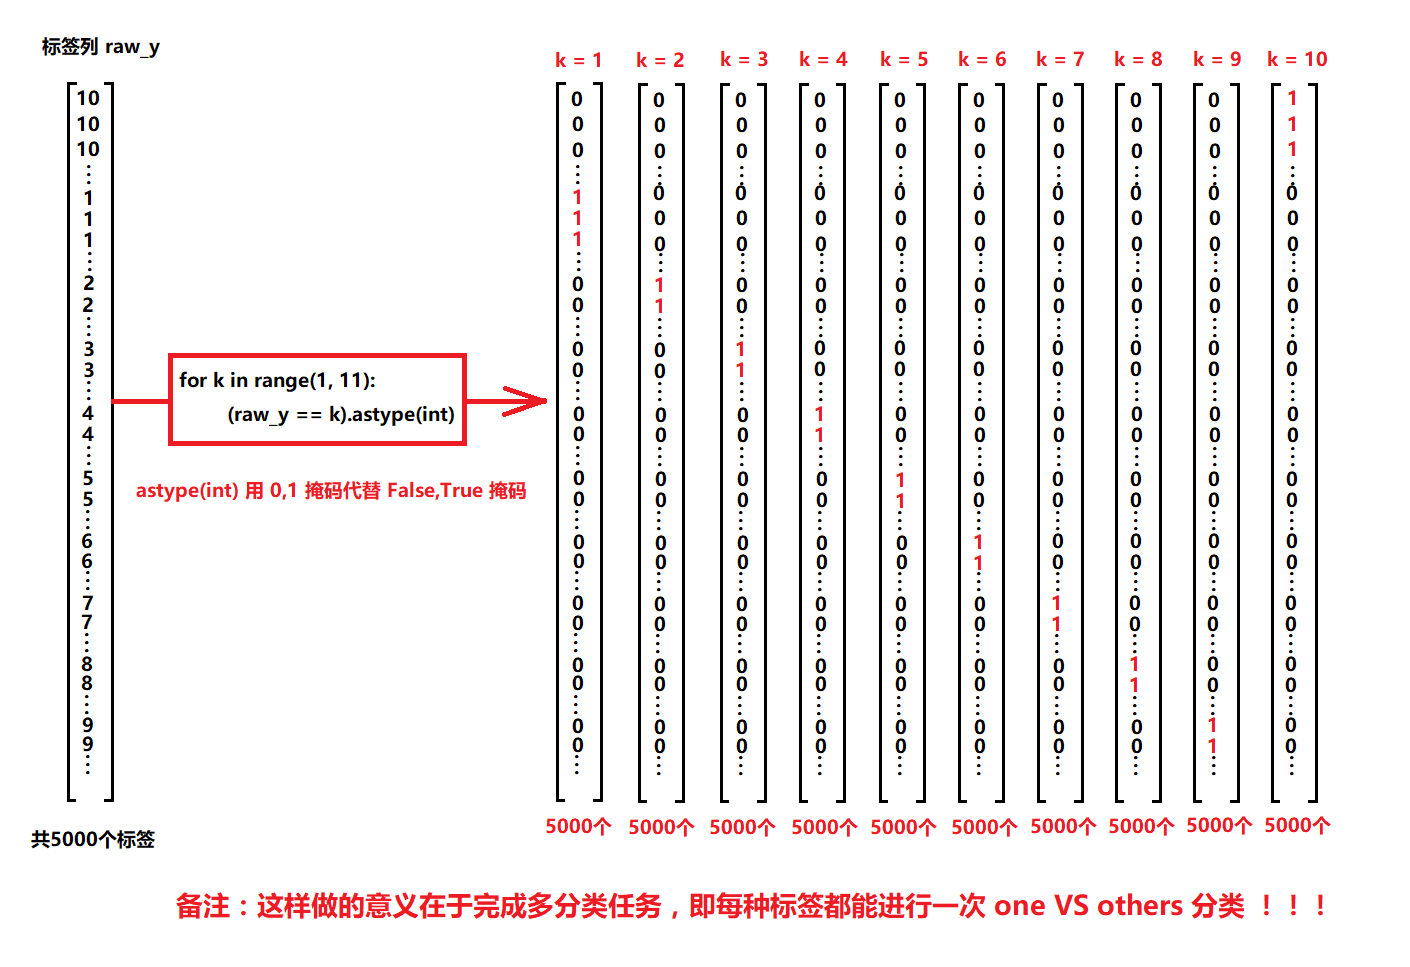 标签列 raw_y
k = 1 k = 2 k = 3 k = 4 k = 5 k = 6 k = 7 k = 8 k = 9 k = 10
10 0 0 0 0 0 0 0 0 0 1
10 0 0 0 0 0 0 0 0 0 1
10 0 0 0 0 0 0 0 0 0 1
⋮ ⋮ ⋮ ⋮ ⋮ ⋮ ⋮ ⋮ ⋮ ⋮ ⋮
1 1 0 0 0 0 0 0 0 0 0
1 1 0 0 0 0 0 0 0 0 0
1 1 0 0 0 0 0 0 0 0 0
⋮ ⋮ ⋮ ⋮ ⋮ ⋮ ⋮ ⋮ ⋮ ⋮ ⋮
2 0 1 0 0 0 0 0 0 0 0
2 0 1 0 0 0 0 0 0 0 0
⋮ ⋮ ⋮ ⋮ ⋮ ⋮ ⋮ ⋮ ⋮ ⋮ ⋮
3 0 0 1 0 0 0 0 0 0 0
3 0 0 1 0 0 0 0 0 0 0
⋮ ⋮ ⋮ ⋮ ⋮ ⋮ ⋮ ⋮ ⋮ ⋮ ⋮
4 0 0 0 1 0 0 0 0 0 0
4 0 0 0 1 0 0 0 0 0 0
⋮ ⋮ ⋮ ⋮ ⋮ ⋮ ⋮ ⋮ ⋮ ⋮ ⋮
5 0 0 0 0 1 0 0 0 0 0
5 0 0 0 0 1 0 0 0 0 0
⋮ ⋮ ⋮ ⋮ ⋮ ⋮ ⋮ ⋮ ⋮ ⋮ ⋮
6 0 0 0 0 0 1 0 0 0 0
6 0 0 0 0 0 1 0 0 0 0
⋮ ⋮ ⋮ ⋮ ⋮ ⋮ ⋮ ⋮ ⋮ ⋮ ⋮
7 0 0 0 0 0 0 1 0 0 0
7 0 0 0 0 0 0 1 0 0 0
⋮ ⋮ ⋮ ⋮ ⋮ ⋮ ⋮ ⋮ ⋮ ⋮ ⋮
8 0 0 0 0 0 0 0 1 0 0
8 0 0 0 0 0 0 0 1 0 0
⋮ ⋮ ⋮ ⋮ ⋮ ⋮ ⋮ ⋮ ⋮ ⋮ ⋮
9 0 0 0 0 0 0 0 0 1 0
9 0 0 0 0 0 0 0 0 1 0
⋮ ⋮ ⋮ ⋮ ⋮ ⋮ ⋮ ⋮ ⋮ ⋮ ⋮
for k in range(1, 11):
(raw_y == k).astype(int)
astype(int) 用 0,1 掩码代替 False,True 掩码
共5000个标签
5000个 5000个 5000个 5000个 5000个 5000个 5000个 5000个 5000个 5000个
备注：这样做的意义在于完成多分类任务，即每种标签都能进行一次 one VS others 分类 ！！！